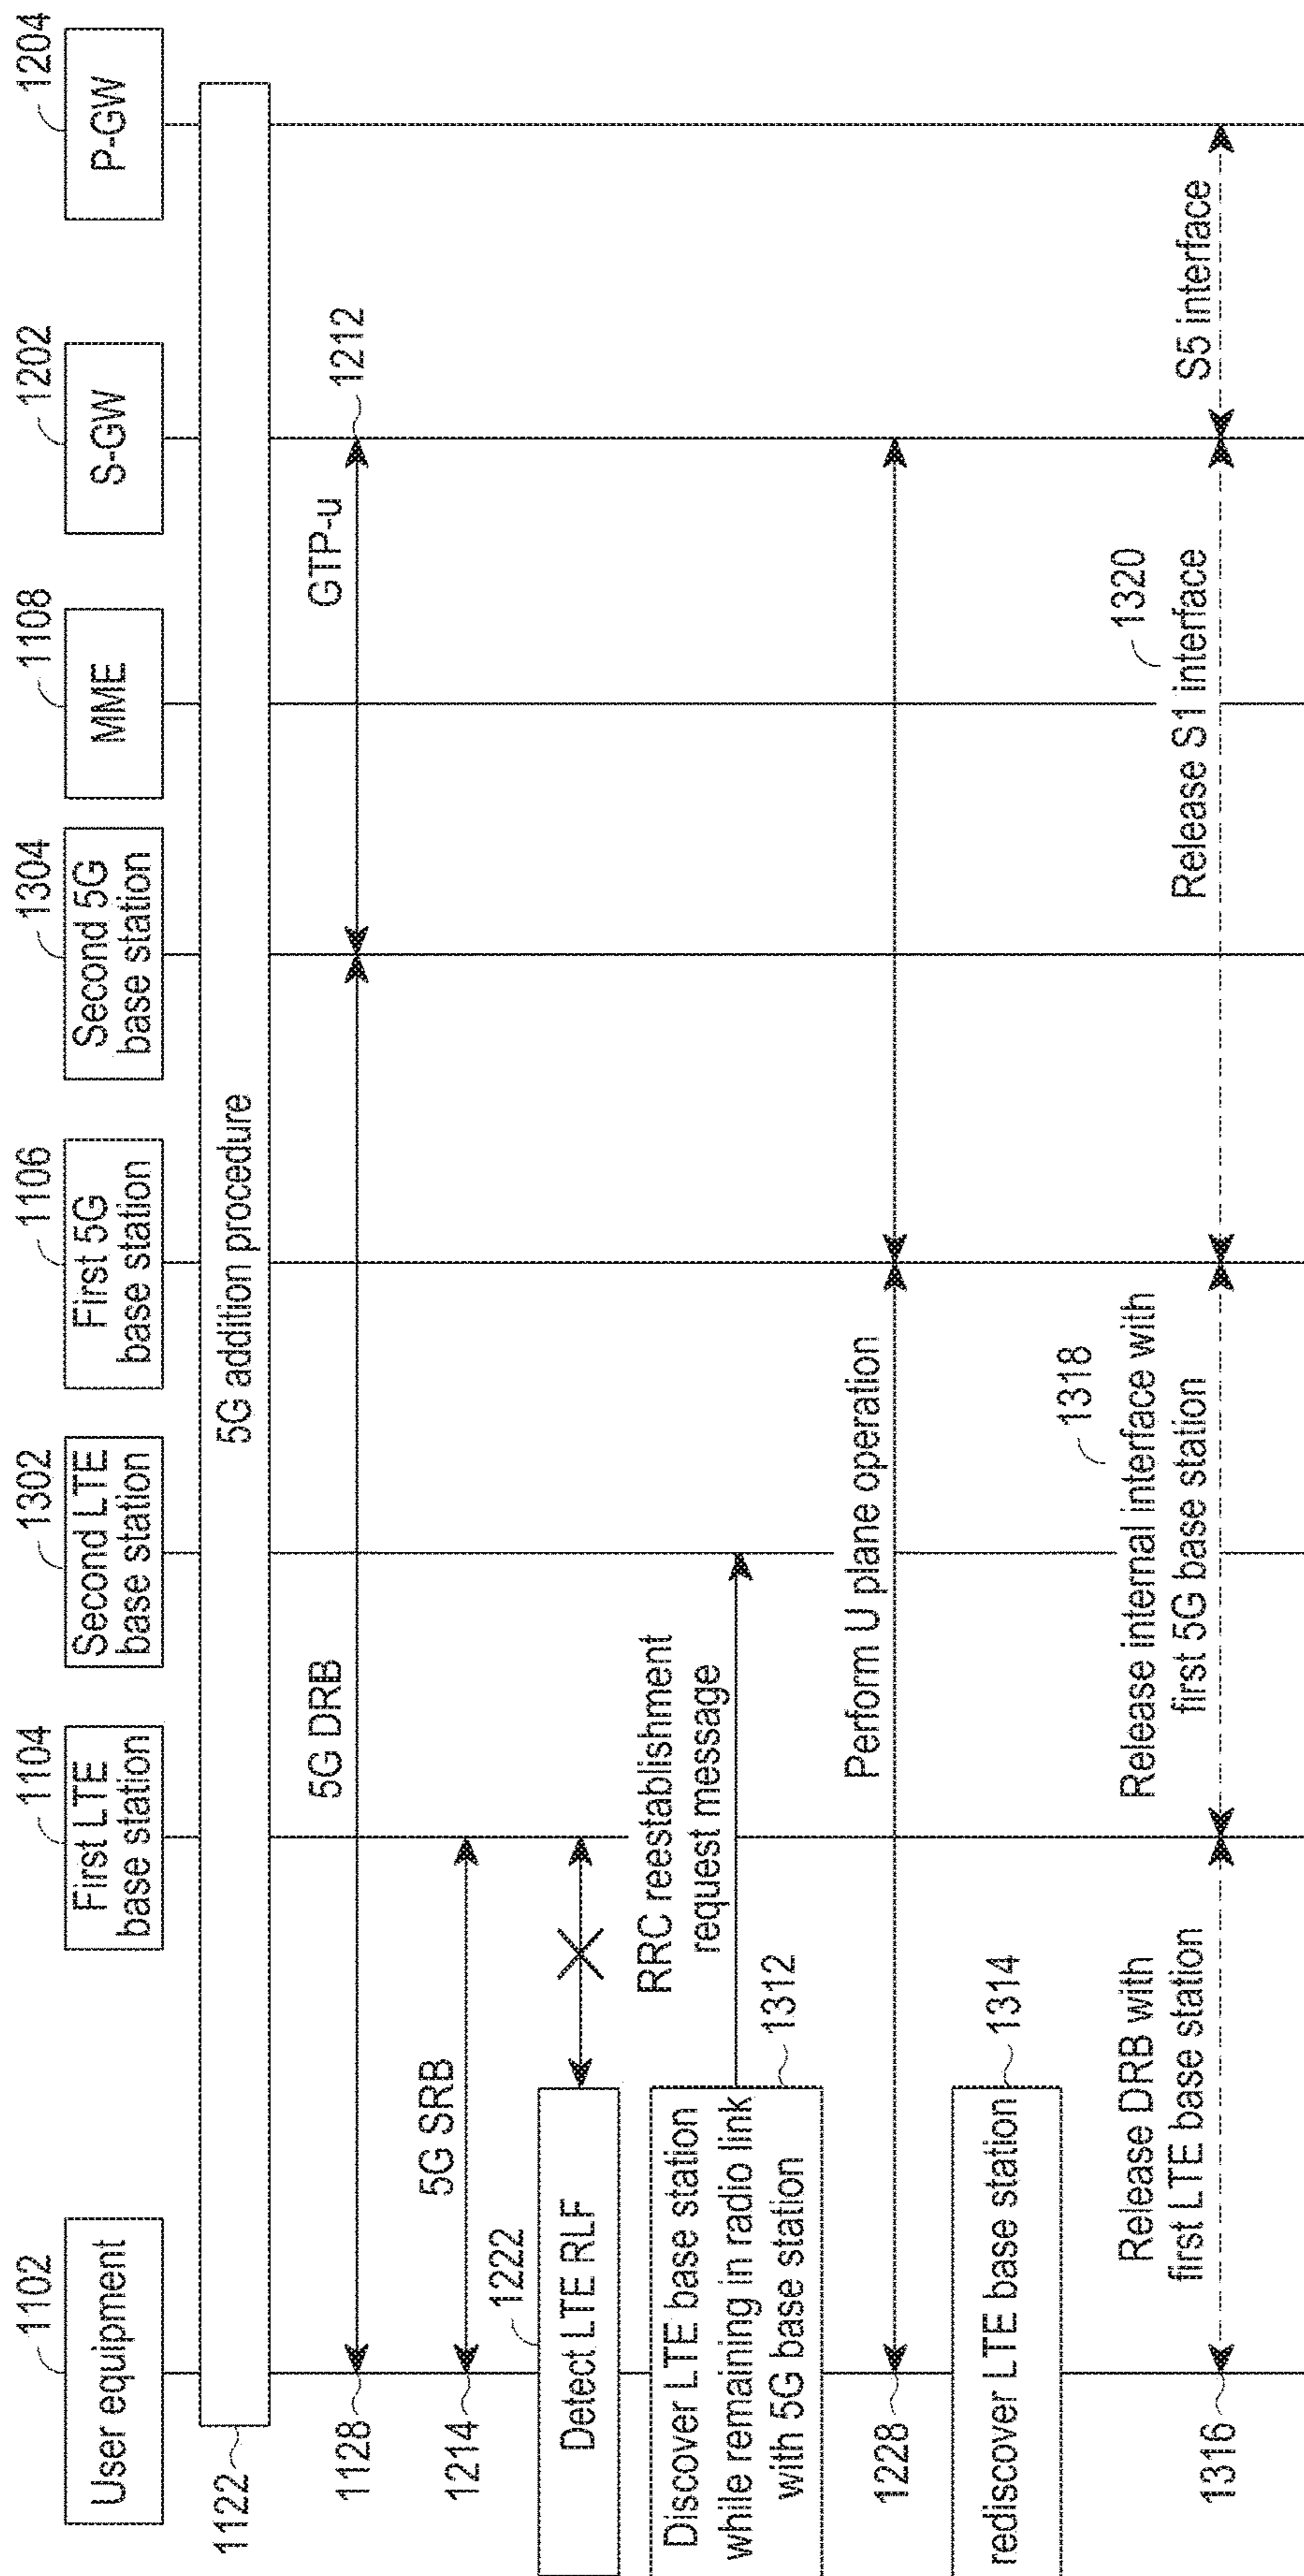 1102
User equipment
1104
First LTE
base station
1302
Second LTE
base station
1106
First 5G
base station
1304
Second 5G
base station
1108
MME
1202
S-GW
1204
P-GW
1122
5G addition procedure
1128
5G DRB
GTP-u
1212
1214
5G SRB
1222
Detect LTE RLF
Discover LTE base station
while remaining in radio link
with 5G base station
1312
RRC reestablishment
request message
1228
Perform U plane operation
rediscover LTE base station
1314
1316
Release DRB with
first LTE base station
1318
Release internal interface with
first 5G base station
1320
Release S1 interface
S5 interface